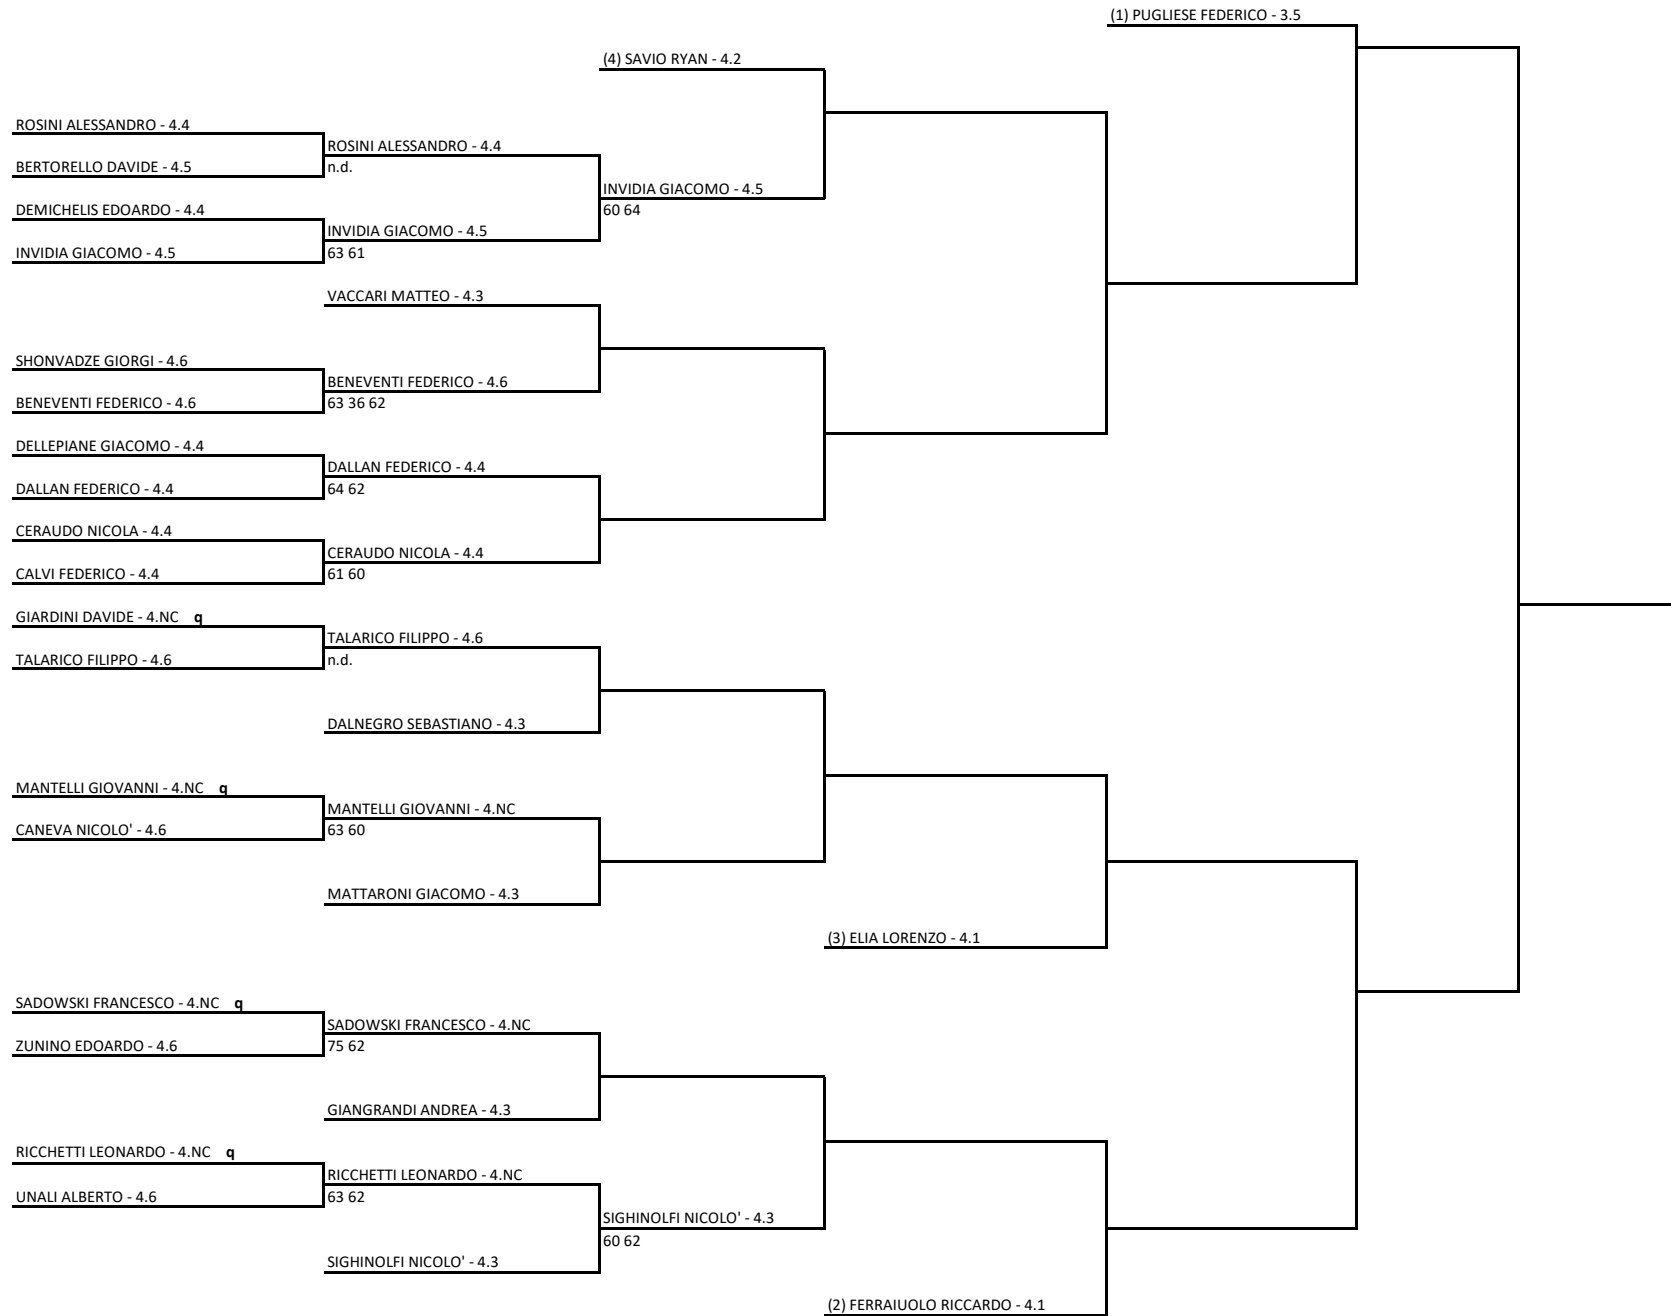 (1) PUGLIESE FEDERICO - 3.5
(4) SAVIO RYAN - 4.2
ROSINI ALESSANDRO - 4.4
ROSINI ALESSANDRO - 4.4
BERTORELLO DAVIDE - 4.5
n.d.
INVIDIA GIACOMO - 4.5
DEMICHELIS EDOARDO - 4.4
60 64
INVIDIA GIACOMO - 4.5
INVIDIA GIACOMO - 4.5
63 61
VACCARI MATTEO - 4.3
SHONVADZE GIORGI - 4.6
BENEVENTI FEDERICO - 4.6
BENEVENTI FEDERICO - 4.6
63 36 62
DELLEPIANE GIACOMO - 4.4
DALLAN FEDERICO - 4.4
DALLAN FEDERICO - 4.4
64 62
CERAUDO NICOLA - 4.4
CERAUDO NICOLA - 4.4
CALVI FEDERICO - 4.4
61 60
GIARDINI DAVIDE - 4.NC q
TALARICO FILIPPO - 4.6
TALARICO FILIPPO - 4.6
n.d.
DALNEGRO SEBASTIANO - 4.3
MANTELLI GIOVANNI - 4.NC q
MANTELLI GIOVANNI - 4.NC
CANEVA NICOLO' - 4.6
63 60
MATTARONI GIACOMO - 4.3
(3) ELIA LORENZO - 4.1
SADOWSKI FRANCESCO - 4.NC q
SADOWSKI FRANCESCO - 4.NC
ZUNINO EDOARDO - 4.6
75 62
GIANGRANDI ANDREA - 4.3
RICCHETTI LEONARDO - 4.NC q
RICCHETTI LEONARDO - 4.NC
UNALI ALBERTO - 4.6
63 62
SIGHINOLFI NICOLO' - 4.3
60 62
SIGHINOLFI NICOLO' - 4.3
(2) FERRAIUOLO RICCARDO - 4.1